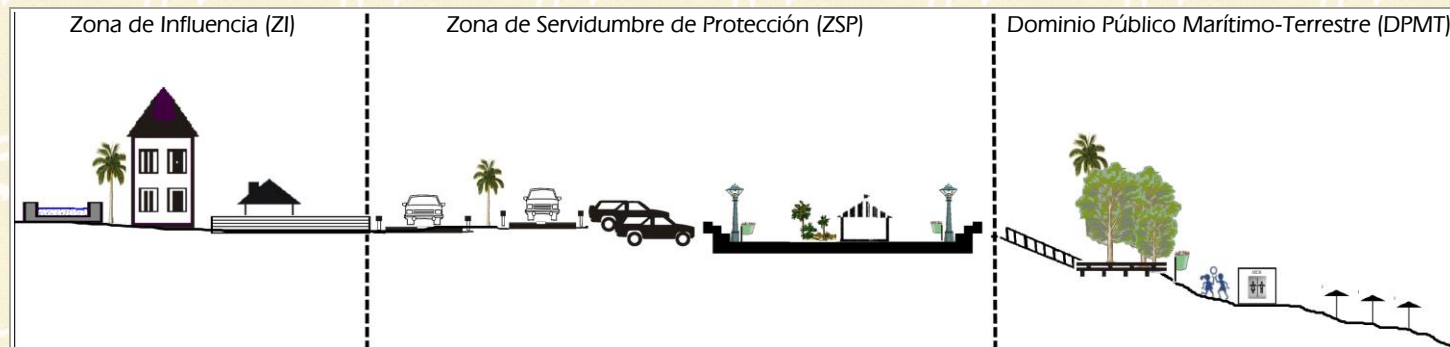 Zona de Influencia (ZI)
Zona de Servidumbre de Protección (ZSP)
Dominio Público Marítimo-Terrestre (DPMT)